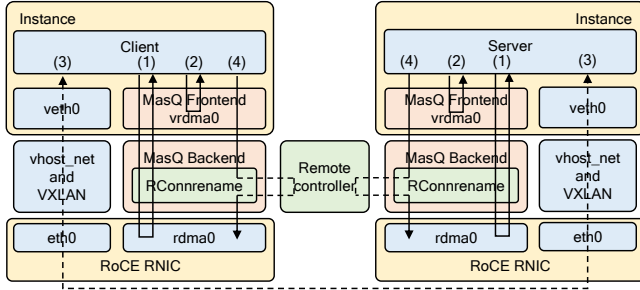 Instance
Client
(3) (1) (2) (4)
veth0
MasQ Frontend
vrdma0
vhost_net
and
VXLAN
MasQ Backend
RConnrename
eth0
rdma0
RoCE RNIC
Remote
controller
Instance
Server
(4) (2) (1) (3)
MasQ Frontend
vrdma0
veth0
MasQ Backend
RConnrename
vhost_net
and
VXLAN
rdma0
eth0
RoCE RNIC